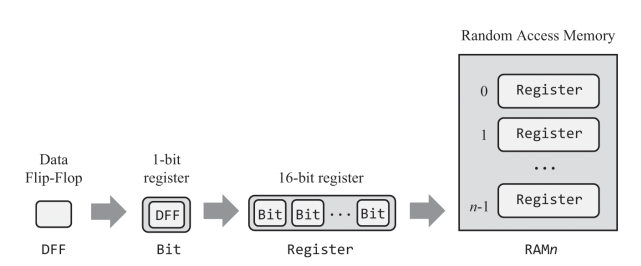 Random Access Memory
0 Register
1 Register
...
n-1 Register
RAMn
Data
Flip-Flop
DFF
1-bit
register
DFF
Bit
16-bit register
Bit Bit ... Bit
Register